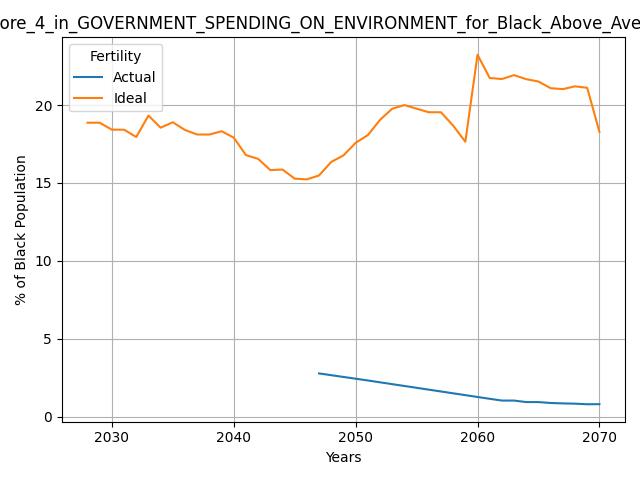 ore_4_in_GOVERNMENT_SPENDING_ON_ENVIRONMENT_for_Black_Above_Ave
Fertility
Actual
Ideal
% of Black Population
20
15
10
5
0
2030
2040
2050
2060
2070
Years